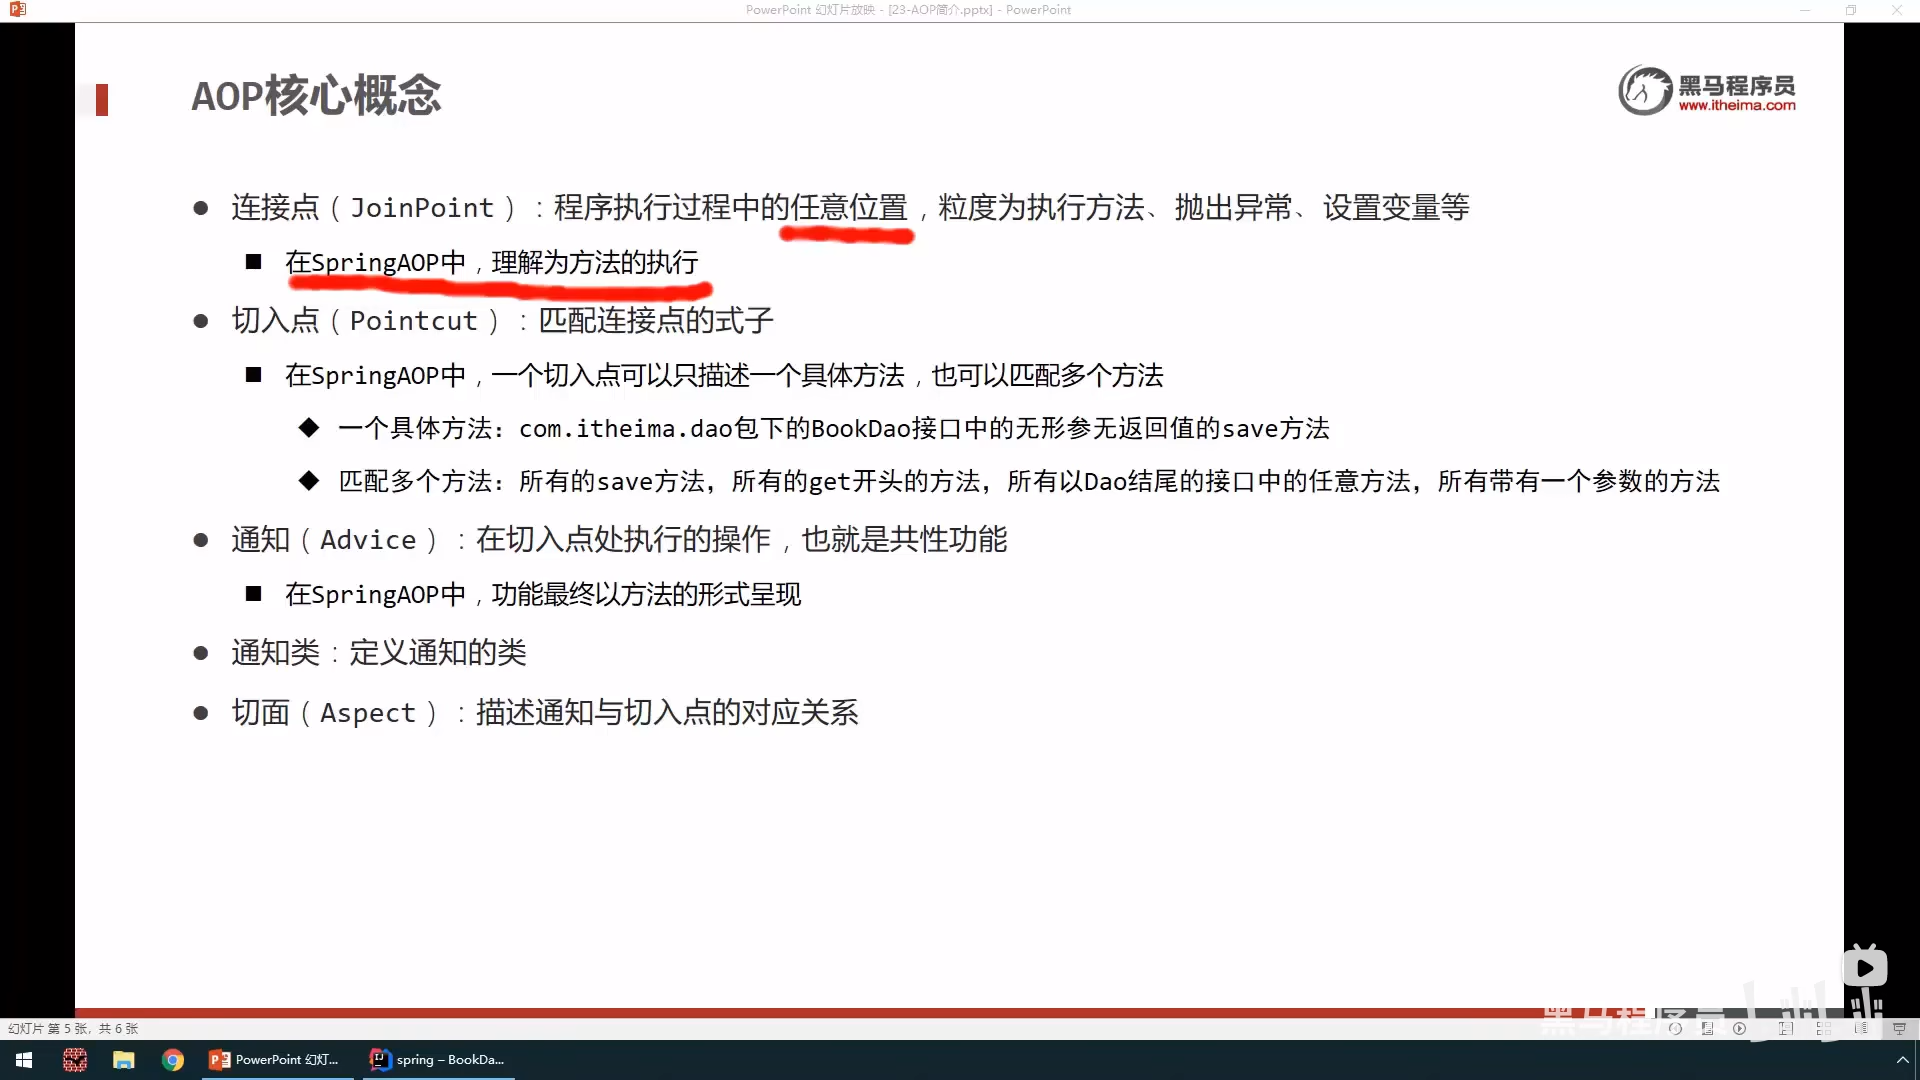 PowerPoint 幻灯片放映 - [23-AOP简介.pptx] - PowerPoint
AOP核心概念
黑马程序员
www.itheima.com
● 连接点（JoinPoint）：程序执行过程中的任意位置，粒度为执行方法、抛出异常、设置变量等
■ 在SpringAOP中，理解为方法的执行
● 切入点（Pointcut）：匹配连接点的式子
■ 在SpringAOP中，一个切入点可以只描述一个具体方法，也可以匹配多个方法
◆ 一个具体方法：com.itheima.dao包下的BookDao接口中的无形参无返回值的save方法
◆ 匹配多个方法：所有的save方法，所有的get开头的方法，所有以Dao结尾的接口中的任意方法，所有带有一个参数的方法
● 通知（Advice）：在切入点处执行的操作，也就是共性功能
■ 在SpringAOP中，功能最终以方法的形式呈现
● 通知类：定义通知的类
● 切面（Aspect）：描述通知与切入点的对应关系
黑马程序员
幻灯片 第 5 张，共 6 张
PowerPoint 幻灯...
spring – BookDa...